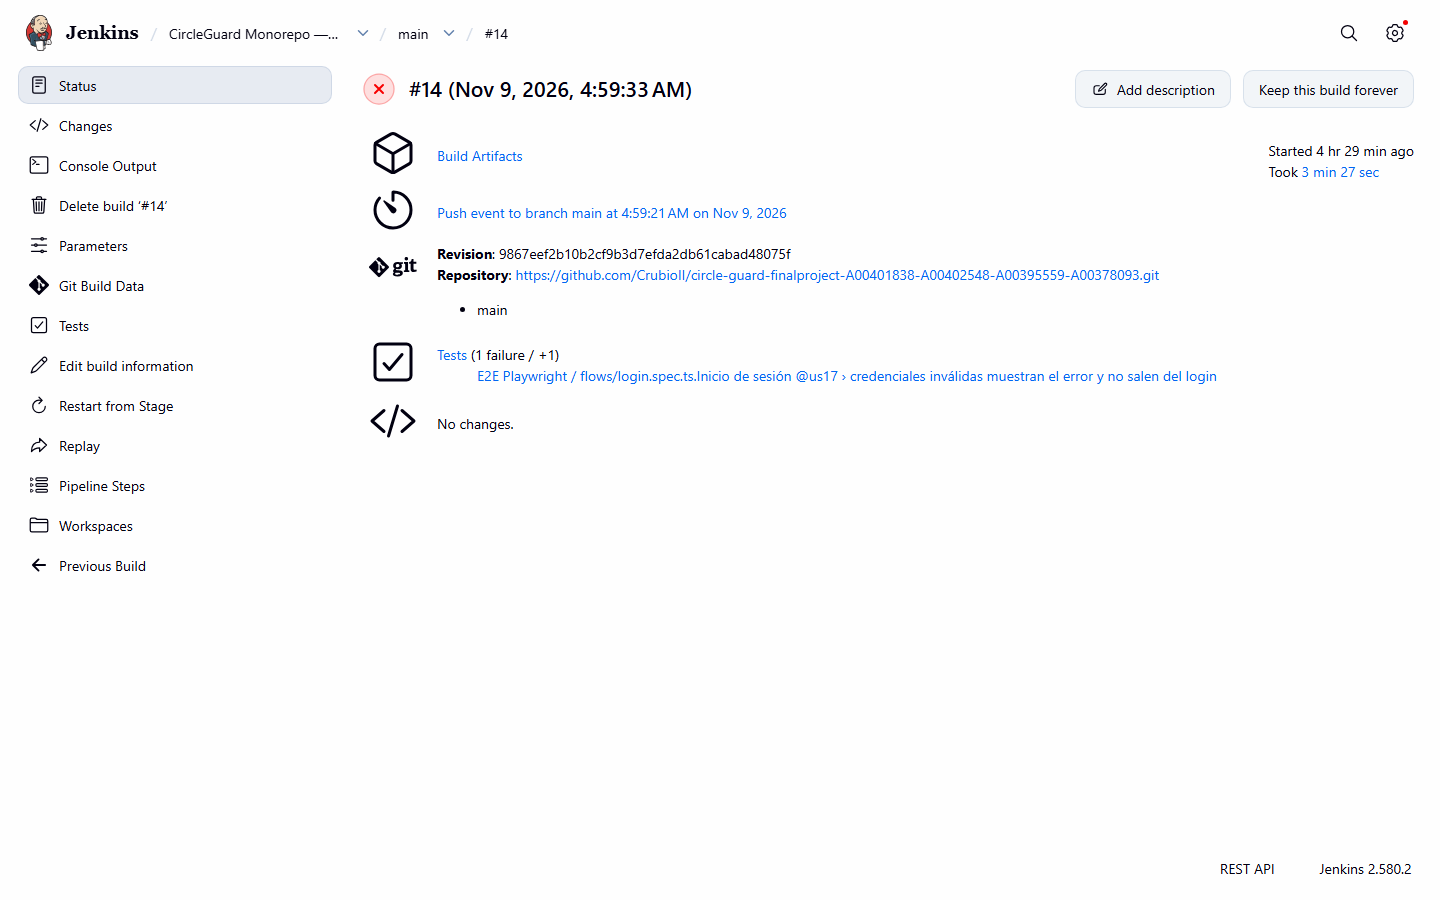 Jenkins / CircleGuard Monorepo —... / main / #14
Status
Changes
Console Output
Delete build ‘#14’
Parameters
Git Build Data
Tests
Edit build information
Restart from Stage
Replay
Pipeline Steps
Workspaces
Previous Build
#14 (Nov 9, 2026, 4:59:33 AM)
Add description
Keep this build forever
Build Artifacts
Started 4 hr 29 min ago
Took 3 min 27 sec
Push event to branch main at 4:59:21 AM on Nov 9, 2026
git
Revision: 9867eef2b10b2cf9b3d7efda2db61cabad48075f
Repository: https://github.com/Crubioll/circle-guard-finalproject-A00401838-A00402548-A00395559-A00378093.git
main
Tests (1 failure / +1)
E2E Playwright / flows/login.spec.ts.Inicio de sesión @us17 › credenciales inválidas muestran el error y no salen del login
No changes.
REST API
Jenkins 2.580.2